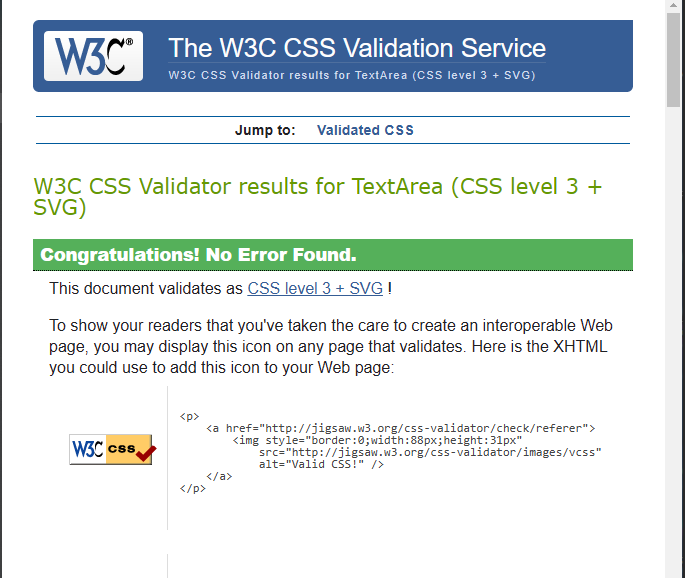 W3C®
The W3C CSS Validation Service
W3C CSS Validator results for TextArea (CSS level 3 + SVG)
Jump to: Validated CSS
W3C CSS Validator results for TextArea (CSS level 3 +
SVG)
Congratulations! No Error Found.
This document validates as CSS level 3 + SVG !
To show your readers that you've taken the care to create an interoperable Web
page, you may display this icon on any page that validates. Here is the XHTML
you could use to add this icon to your Web page:
W3C css
<p>
    <a href="http://jigsaw.w3.org/css-validator/check/referer">
        <img style="border:0;width:88px;height:31px"
            src="http://jigsaw.w3.org/css-validator/images/vcss"
            alt="Valid CSS!" />
    </a>
</p>